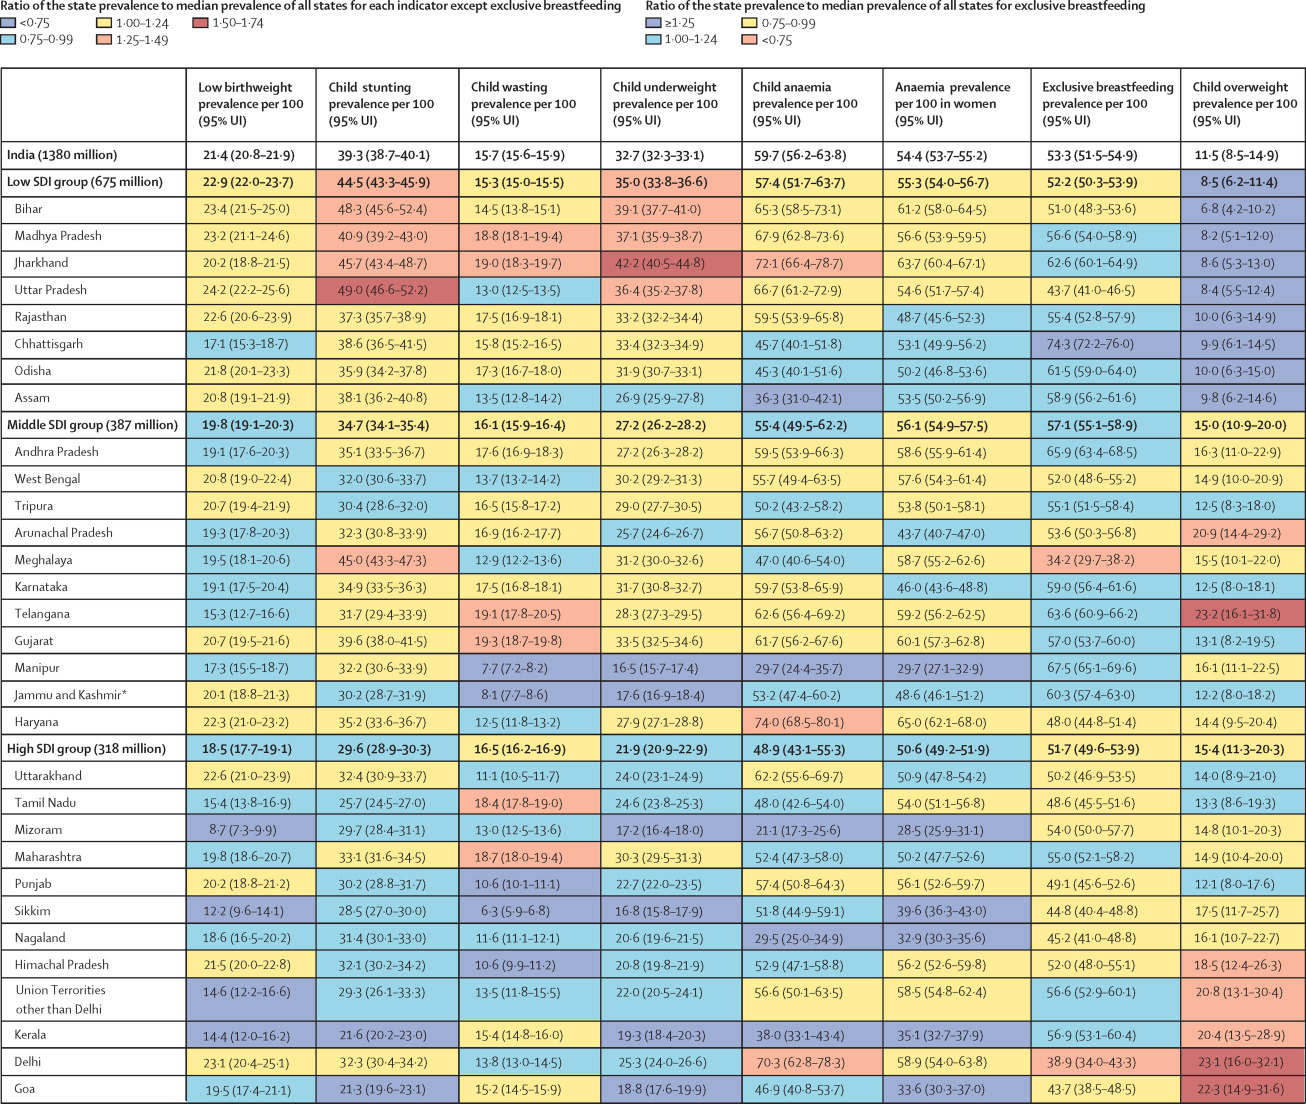 Ratio of the state prevalence to median prevalence of all states for each indicator except exclusive breastfeeding
<0·75 1·00–1·24 1·50–1·74
0·75–0·99 1·25–1·49
Ratio of the state prevalence to median prevalence of all states for exclusive breastfeeding
≥1·25 0·75–0·99
1·00–1·24 <0·75
Low birthweight prevalence per 100 (95% UI) Child stunting prevalence per 100 (95% UI) Child wasting prevalence per 100 (95% UI) Child underweight prevalence per 100 (95% UI) Child anaemia prevalence per 100 (95% UI) Anaemia prevalence per 100 in women (95% UI) Exclusive breastfeeding prevalence per 100 (95% UI) Child overweight prevalence per 100 (95% UI)
India (1380 million) 21·4 (20·8–21·9) 39·3 (38·7–40·1) 15·7 (15·6–15·9) 32·7 (32·3–33·1) 59·7 (56·2–63·8) 54·4 (53·7–55·2) 53·3 (51·5–54·9) 11·5 (8·5–14·9)
Low SDI group (675 million) 22·9 (22·0–23·7) 44·5 (43·3–45·9) 15·3 (15·0–15·5) 35·0 (33·8–36·6) 57·4 (51·7–63·7) 55·3 (54·0–56·7) 52·2 (50·3–53·9) 8·5 (6·2–11·4)
Bihar 23·4 (21·5–25·0) 48·3 (45·6–52·4) 14·5 (13·8–15·1) 39·1 (37·7–41·0) 65·3 (58·5–73·1) 61·2 (58·0–64·5) 51·0 (48·3–53·6) 6·8 (4·2–10·2)
Madhya Pradesh 23·2 (21·1–24·6) 40·9 (39·2–43·0) 18·8 (18·1–19·4) 37·1 (35·9–38·7) 67·9 (62·8–73·6) 56·6 (53·9–59·5) 56·6 (54·0–58·9) 8·2 (5·1–12·0)
Jharkhand 20·2 (18·8–21·5) 45·7 (43·4–48·7) 19·0 (18·3–19·7) 42·2 (40·5–44·8) 72·1 (66·4–78·7) 63·7 (60·4–67·1) 62·6 (60·1–64·9) 8·6 (5·3–13·0)
Uttar Pradesh 24·2 (22·2–25·6) 49·0 (46·6–52·2) 13·0 (12·5–13·5) 36·4 (35·2–37·8) 66·7 (61·2–72·9) 54·6 (51·7–57·4) 43·7 (41·0–46·5) 8·4 (5·5–12·4)
Rajasthan 22·6 (20·6–23·9) 37·3 (35·7–38·9) 17·5 (16·9–18·1) 33·2 (32·2–34·4) 59·5 (53·9–65·8) 48·7 (45·6–52·3) 55·4 (52·8–57·9) 10·0 (6·3–14·9)
Chhattisgarh 17·1 (15·3–18·7) 38·6 (36·5–41·5) 15·8 (15·2–16·5) 33·4 (32·3–34·9) 45·7 (40·1–51·8) 53·1 (49·9–56·2) 74·3 (72·2–76·0) 9·9 (6·1–14·5)
Odisha 21·8 (20·1–23·3) 35·9 (34·2–37·8) 17·3 (16·7–18·0) 31·9 (30·7–33·1) 45·3 (40·1–51·6) 50·2 (46·8–53·6) 61·5 (59·0–64·0) 10·0 (6·3–15·0)
Assam 20·8 (19·1–21·9) 38·1 (36·2–40·8) 13·5 (12·8–14·2) 26·9 (25·9–27·8) 36·3 (31·0–42·1) 53·5 (50·2–56·9) 58·9 (56·2–61·6) 9·8 (6·2–14·6)
Middle SDI group (387 million) 19·8 (19·1–20·3) 34·7 (34·1–35·4) 16·1 (15·9–16·4) 27·2 (26·2–28·2) 55·4 (49·5–62·2) 56·1 (54·9–57·5) 57·1 (55·1–58·9) 15·0 (10·9–20·0)
Andhra Pradesh 19·1 (17·6–20·3) 35·1 (33·5–36·7) 17·6 (16·9–18·3) 27·2 (26·3–28·2) 59·5 (53·9–66·3) 58·6 (55·9–61·4) 65·9 (63·4–68·5) 16·3 (11·0–22·9)
West Bengal 20·8 (19·0–22·4) 32·0 (30·6–33·7) 13·7 (13·2–14·2) 30·2 (29·2–31·3) 55·7 (49·4–63·5) 57·6 (54·3–61·4) 52·0 (48·6–55·2) 14·9 (10·0–20·9)
Tripura 20·7 (19·4–21·9) 30·4 (28·6–32·0) 16·5 (15·8–17·2) 29·0 (27·7–30·5) 50·2 (43·2–58·2) 53·8 (50·1–58·1) 55·1 (51·5–58·4) 12·5 (8·3–18·0)
Arunachal Pradesh 19·3 (17·8–20·3) 32·3 (30·8–33·9) 16·9 (16·2–17·7) 25·7 (24·6–26·7) 56·7 (50·8–63·2) 43·7 (40·7–47·0) 53·6 (50·3–56·8) 20·9 (14·4–29·2)
Meghalaya 19·5 (18·1–20·6) 45·0 (43·3–47·3) 12·9 (12·2–13·6) 31·2 (30·0–32·6) 47·0 (40·6–54·0) 58·7 (55·2–62·6) 34·2 (29·7–38·2) 15·5 (10·1–22·0)
Karnataka 19·1 (17·5–20·4) 34·9 (33·5–36·3) 17·5 (16·8–18·1) 31·7 (30·8–32·7) 59·7 (53·8–65·9) 46·0 (43·6–48·8) 59·0 (56·4–61·6) 12·5 (8·0–18·1)
Telangana 15·3 (12·7–16·6) 31·7 (29·4–33·9) 19·1 (17·8–20·5) 28·3 (27·3–29·5) 62·6 (56·4–69·2) 59·2 (56·2–62·5) 63·6 (60·9–66·2) 23·2 (16·1–31·8)
Gujarat 20·7 (19·5–21·6) 39·6 (38·0–41·5) 19·3 (18·7–19·8) 33·5 (32·5–34·6) 61·7 (56·2–67·6) 60·1 (57·3–62·8) 57·0 (53·7–60·0) 13·1 (8·2–19·5)
Manipur 17·3 (15·5–18·7) 32·2 (30·6–33·9) 7·7 (7·2–8·2) 16·5 (15·7–17·4) 29·7 (24·4–35·7) 29·7 (27·1–32·9) 67·5 (65·1–69·6) 16·1 (11·1–22·5)
Jammu and Kashmir* 20·1 (18·8–21·3) 30·2 (28·7–31·9) 8·1 (7·7–8·6) 17·6 (16·9–18·4) 53·2 (47·4–60·2) 48·6 (46·1–51·2) 60·3 (57·4–63·0) 12·2 (8·0–18·2)
Haryana 22·3 (21·0–23·2) 35·2 (33·6–36·7) 12·5 (11·8–13·2) 27·9 (27·1–28·8) 74·0 (68·5–80·1) 65·0 (62·1–68·0) 48·0 (44·8–51·4) 14·4 (9·5–20·4)
High SDI group (318 million) 18·5 (17·7–19·1) 29·6 (28·9–30·3) 16·5 (16·2–16·9) 21·9 (20·9–22·9) 48·9 (43·1–55·3) 50·6 (49·2–51·9) 51·7 (49·6–53·9) 15·4 (11·3–20·3)
Uttarakhand 22·6 (21·0–23·9) 32·4 (30·9–33·7) 11·1 (10·5–11·7) 24·0 (23·1–24·9) 62·2 (55·6–69·7) 50·9 (47·8–54·2) 50·2 (46·9–53·5) 14·0 (8·9–21·0)
Tamil Nadu 15·4 (13·8–16·9) 25·7 (24·5–27·0) 18·4 (17·8–19·0) 24·6 (23·8–25·3) 48·0 (42·6–54·0) 54·0 (51·1–56·8) 48·6 (45·5–51·6) 13·3 (8·6–19·3)
Mizoram 8·7 (7·3–9·9) 29·7 (28·4–31·1) 13·0 (12·5–13·6) 17·2 (16·4–18·0) 21·1 (17·3–25·6) 28·5 (25·9–31·1) 54·0 (50·0–57·7) 14·8 (10·1–20·3)
Maharashtra 19·8 (18·6–20·7) 33·1 (31·6–34·5) 18·7 (18·0–19·4) 30·3 (29·5–31·3) 52·4 (47·3–58·0) 50·2 (47·7–52·6) 55·0 (52·1–58·2) 14·9 (10·4–20·0)
Punjab 20·2 (18·8–21·2) 30·2 (28·8–31·7) 10·6 (10·1–11·1) 22·7 (22·0–23·5) 57·4 (50·8–64·3) 56·1 (52·6–59·7) 49·1 (45·6–52·6) 12·1 (8·0–17·6)
Sikkim 12·2 (9·6–14·1) 28·5 (27·0–30·0) 6·3 (5·9–6·8) 16·8 (15·8–17·9) 51·8 (44·9–59·1) 39·6 (36·3–43·0) 44·8 (40·4–48·8) 17·5 (11·7–25·7)
Nagaland 18·6 (16·5–20·2) 31·4 (30·1–33·0) 11·6 (11·1–12·1) 20·6 (19·6–21·5) 29·5 (25·0–34·9) 32·9 (30·3–35·6) 45·2 (41·0–48·8) 16·1 (10·7–22·7)
Himachal Pradesh 21·5 (20·0–22·8) 32·1 (30·2–34·2) 10·6 (9·9–11·2) 20·8 (19·8–21·9) 52·9 (47·1–58·8) 56·2 (52·6–59·8) 52·0 (48·0–55·1) 18·5 (12·4–26·3)
Union Terrorities other than Delhi 14·6 (12·2–16·6) 29·3 (26·1–33·3) 13·5 (11·8–15·5) 22·0 (20·5–24·1) 56·6 (50·1–63·5) 58·5 (54·8–62·4) 56·6 (52·9–60·1) 20·8 (13·1–30·4)
Kerala 14·4 (12·0–16·2) 21·6 (20·2–23·0) 15·4 (14·8–16·0) 19·3 (18·4–20·3) 38·0 (33·1–43·4) 35·1 (32·7–37·9) 56·9 (53·1–60·4) 20·4 (13·5–28·9)
Delhi 23·1 (20·4–25·1) 32·3 (30·4–34·2) 13·8 (13·0–14·5) 25·3 (24·0–26·6) 70·3 (62·8–78·3) 58·9 (54·0–63·8) 38·9 (34·0–43·3) 23·1 (16·0–32·1)
Goa 19·5 (17·4–21·1) 21·3 (19·6–23·1) 15·2 (14·5–15·9) 18·8 (17·6–19·9) 46·9 (40·8–53·7) 33·6 (30·3–37·0) 43·7 (38·5–48·5) 22·3 (14·9–31·6)